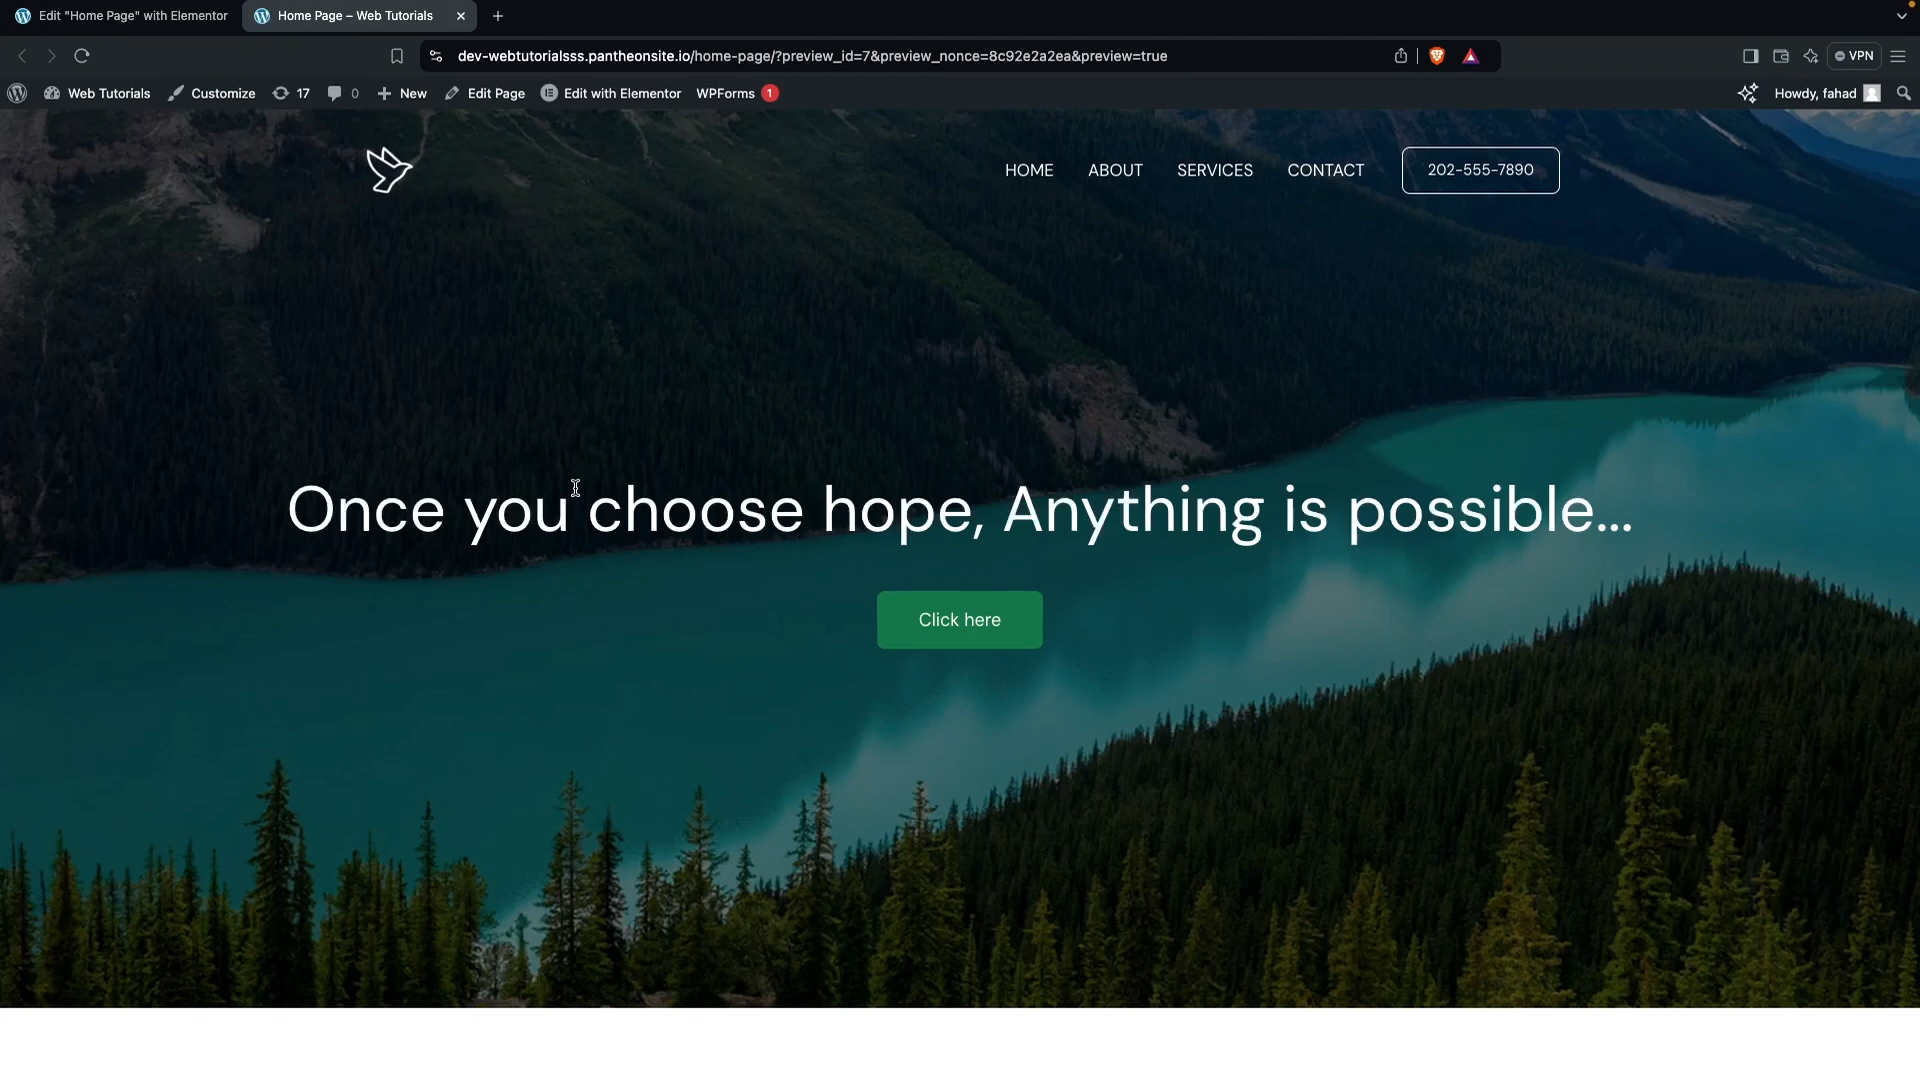 Edit "Home Page" with Elementor
Home Page – Web Tutorials
dev-webtutorialsss.pantheonsite.io/home-page/?preview_id=7&preview_nonce=8c92e2a2ea&preview=true
VPN
Web Tutorials
Customize
17
0
New
Edit Page
Edit with Elementor
WPForms 1
Howdy, fahad
HOME
ABOUT
SERVICES
CONTACT
202-555-7890
Once you choose hope, Anything is possible...
Click here